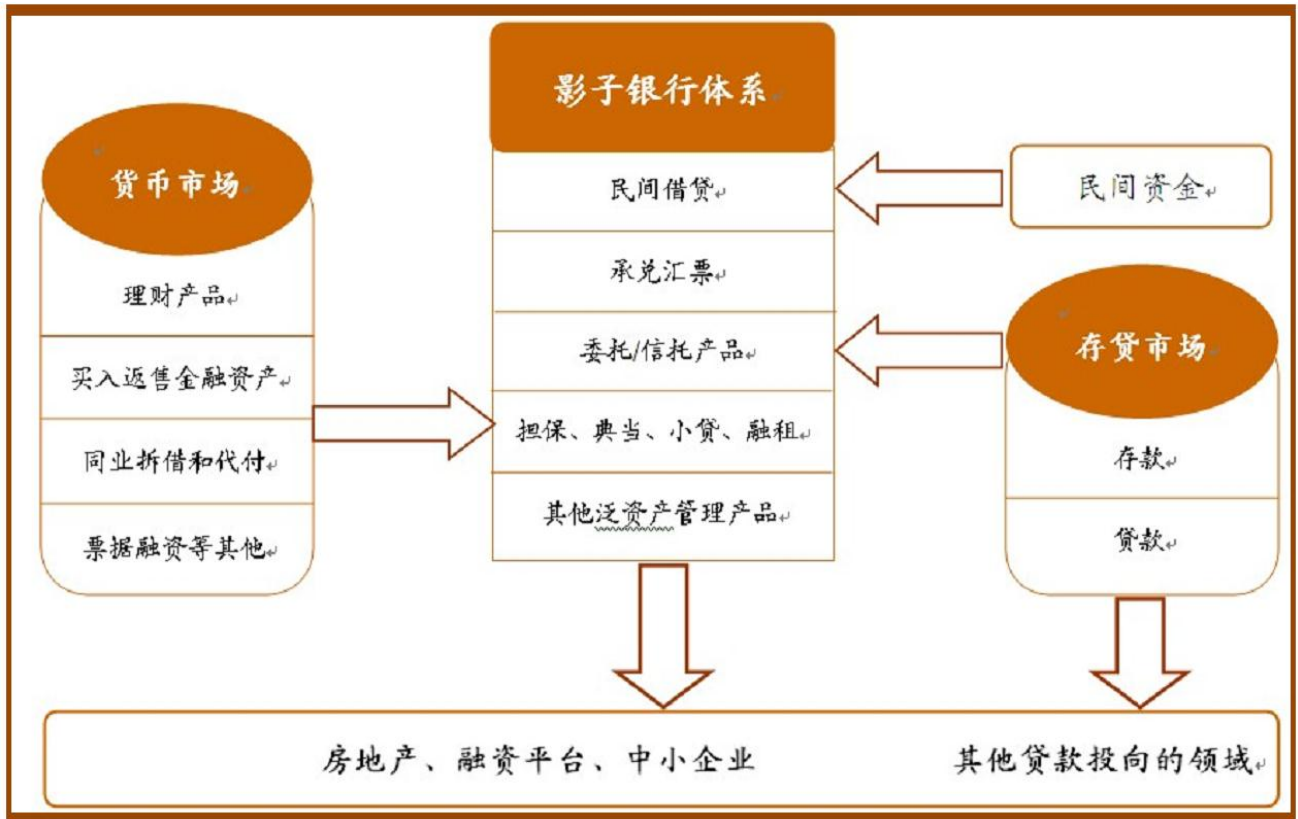 影子银行体系
民间借贷
承兑汇票
委托/信托产品
担保、典当、小贷、融租
其他泛资产管理产品
货币市场
理财产品
买入返售金融资产
同业拆借和代付
票据融资等其他
民间资金
存贷市场
存款
贷款
房地产、融资平台、中小企业
其他贷款投向的领域